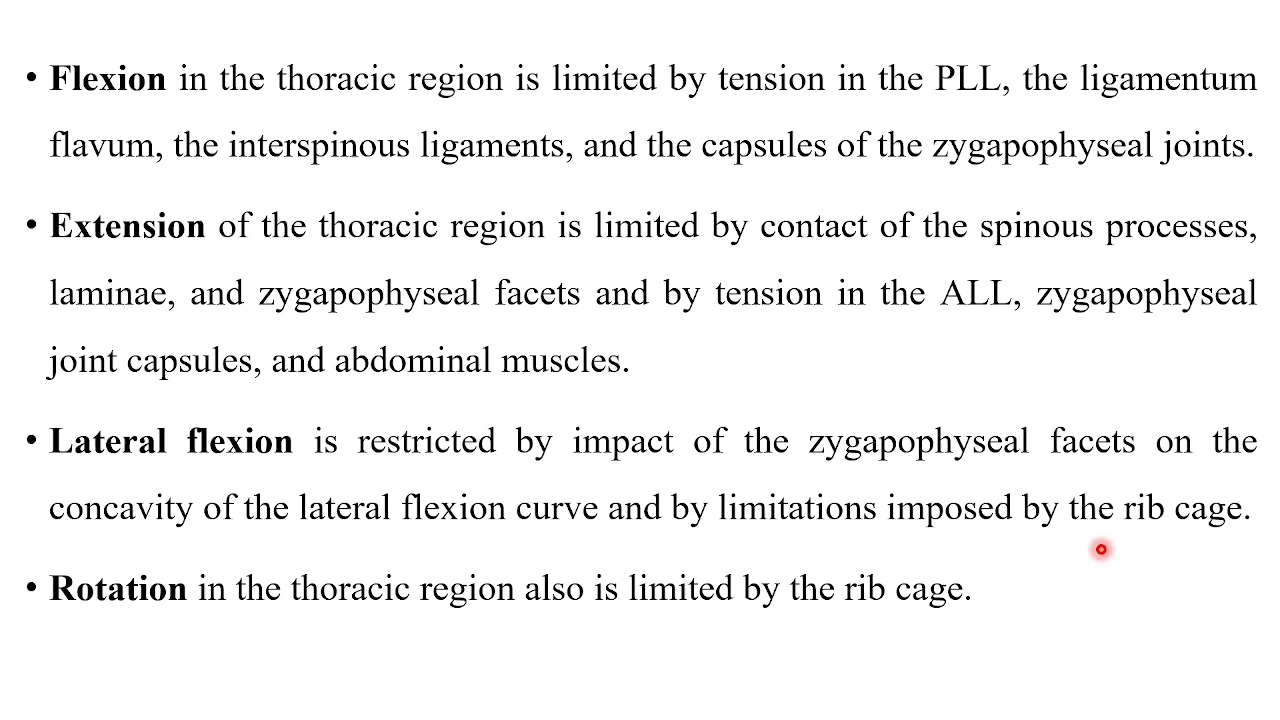 • Flexion in the thoracic region is limited by tension in the PLL, the ligamentum
flavum, the interspinous ligaments, and the capsules of the zygapophyseal joints.
• Extension of the thoracic region is limited by contact of the spinous processes,
laminae, and zygapophyseal facets and by tension in the ALL, zygapophyseal
joint capsules, and abdominal muscles.
• Lateral flexion is restricted by impact of the zygapophyseal facets on the
concavity of the lateral flexion curve and by limitations imposed by the rib cage.
• Rotation in the thoracic region also is limited by the rib cage.